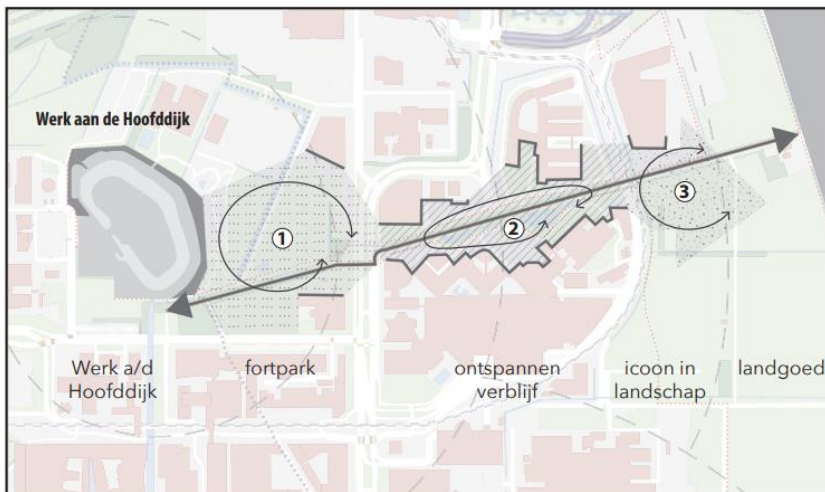 Werk aan de Hoofddijk
1
2
3
Werk a/d
Hoofddijk
fortpark
ontspannen
verblijf
icoon in
landschap
landgoed